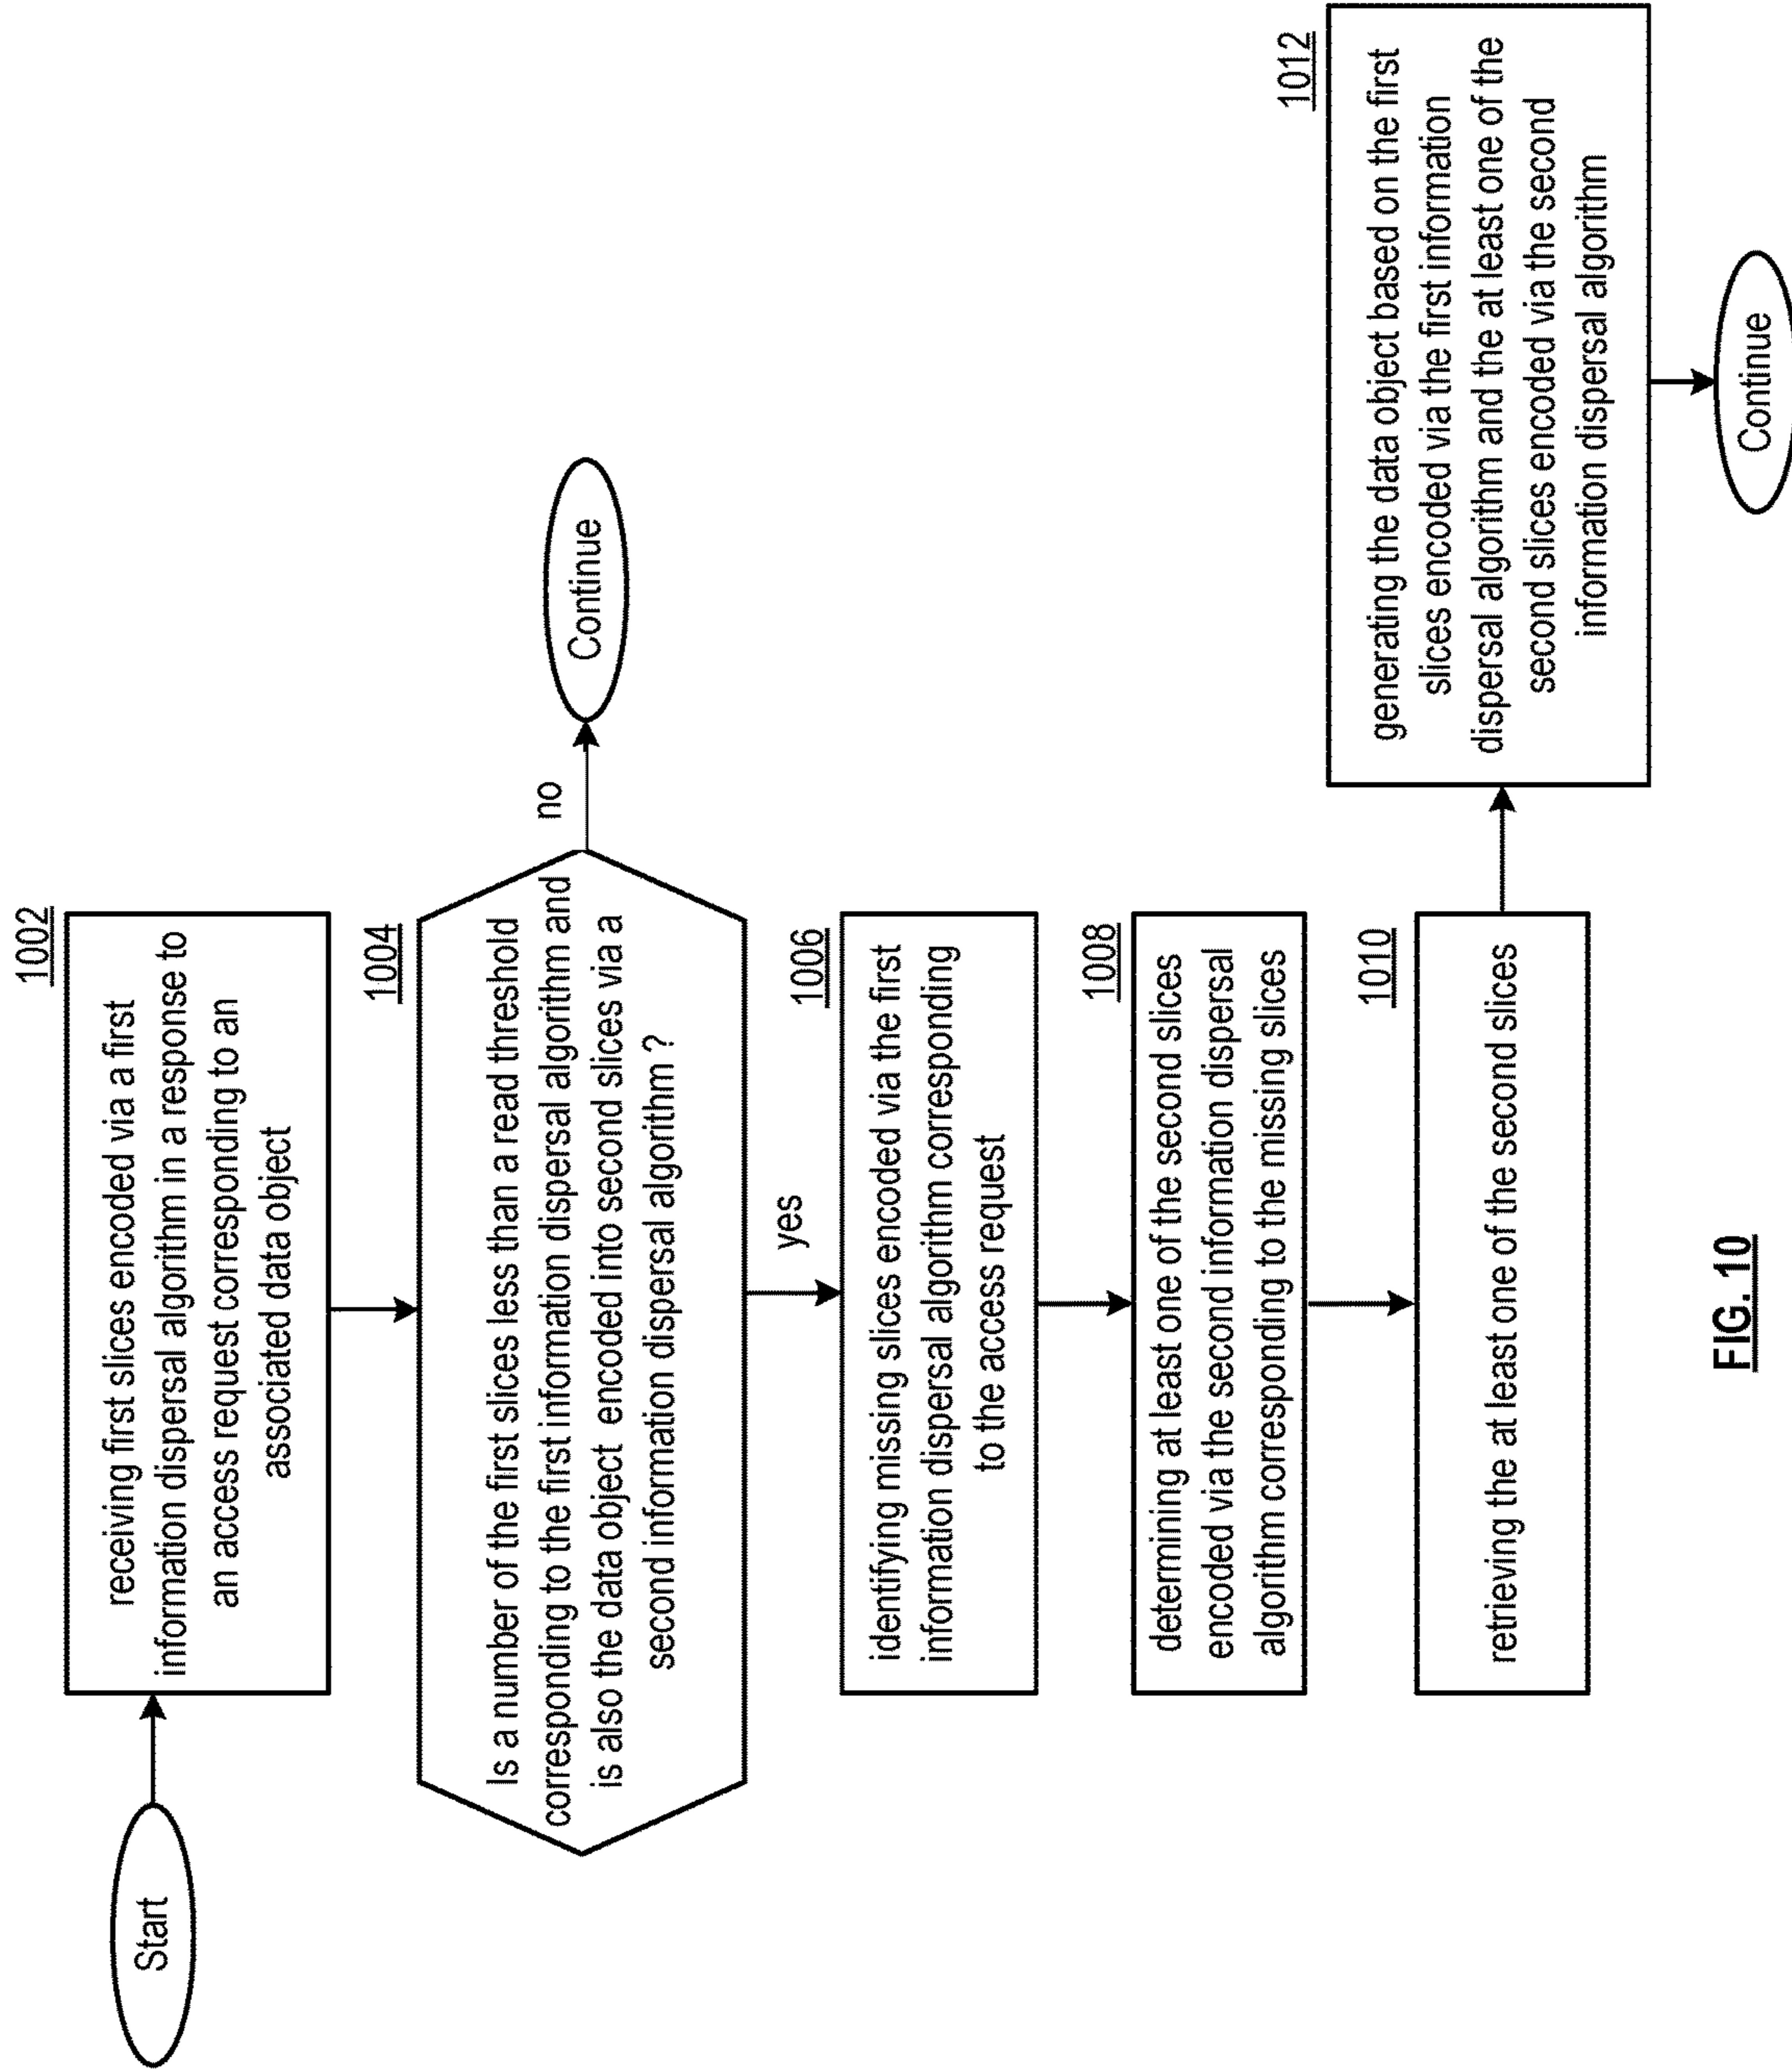 Start
1002
receiving first slices encoded via a first
information dispersal algorithm in a response to
an access request corresponding to an
associated data object
1004
Is a number of the first slices less than a read threshold
corresponding to the first information dispersal algorithm and
is also the data object encoded into second slices via a
second information dispersal algorithm ?
no
Continue
yes
1006
identifying missing slices encoded via the first
information dispersal algorithm corresponding
to the access request
1008
determining at least one of the second slices
encoded via the second information dispersal
algorithm corresponding to the missing slices
1010
retrieving the at least one of the second slices
1012
generating the data object based on the first
slices encoded via the first information
dispersal algorithm and the at least one of the
second slices encoded via the second
information dispersal algorithm
Continue
FIG. 10